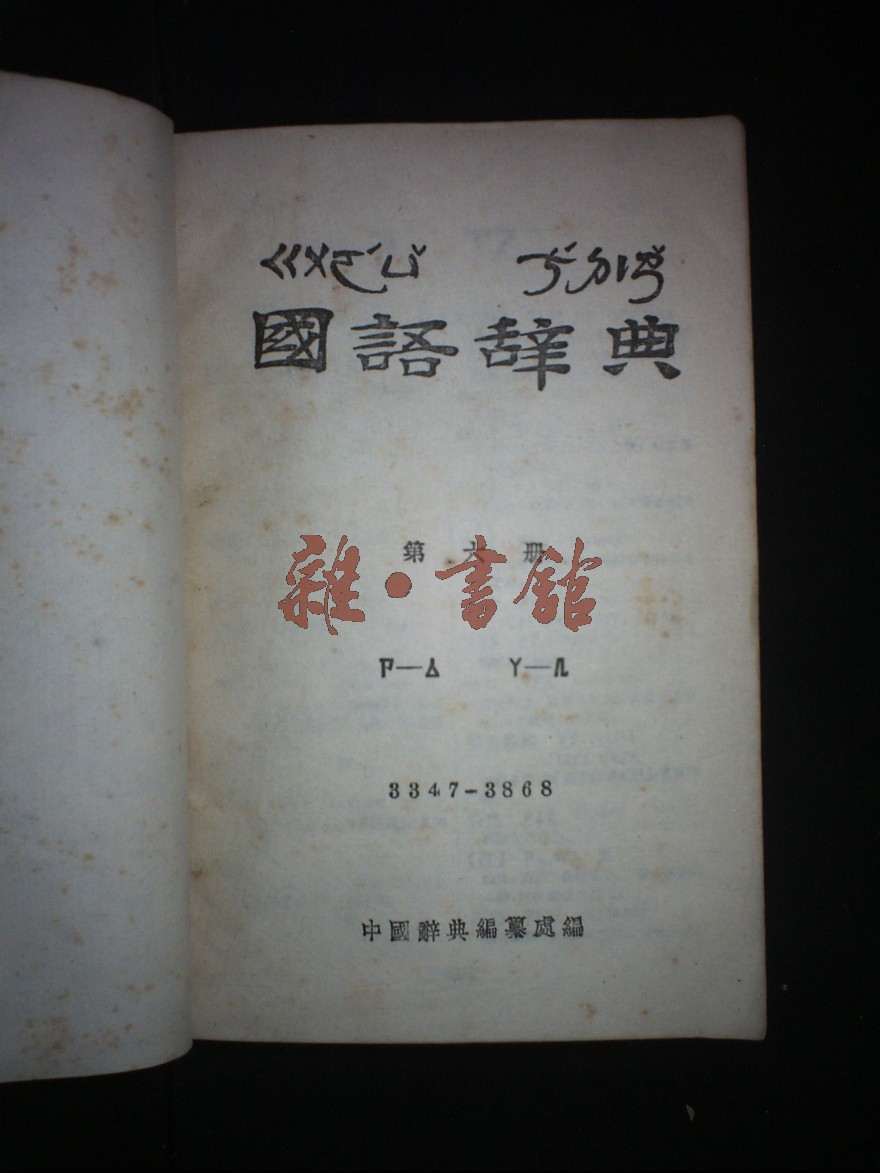 ㄍㄨㄛˊㄩˇ ㄘˊㄉㄧㄢˇ
國語辞典
第六册
雜·書館
ㄗ—ㄙ ㄚ—ㄦ
3347-3868
中國辭典編纂處編